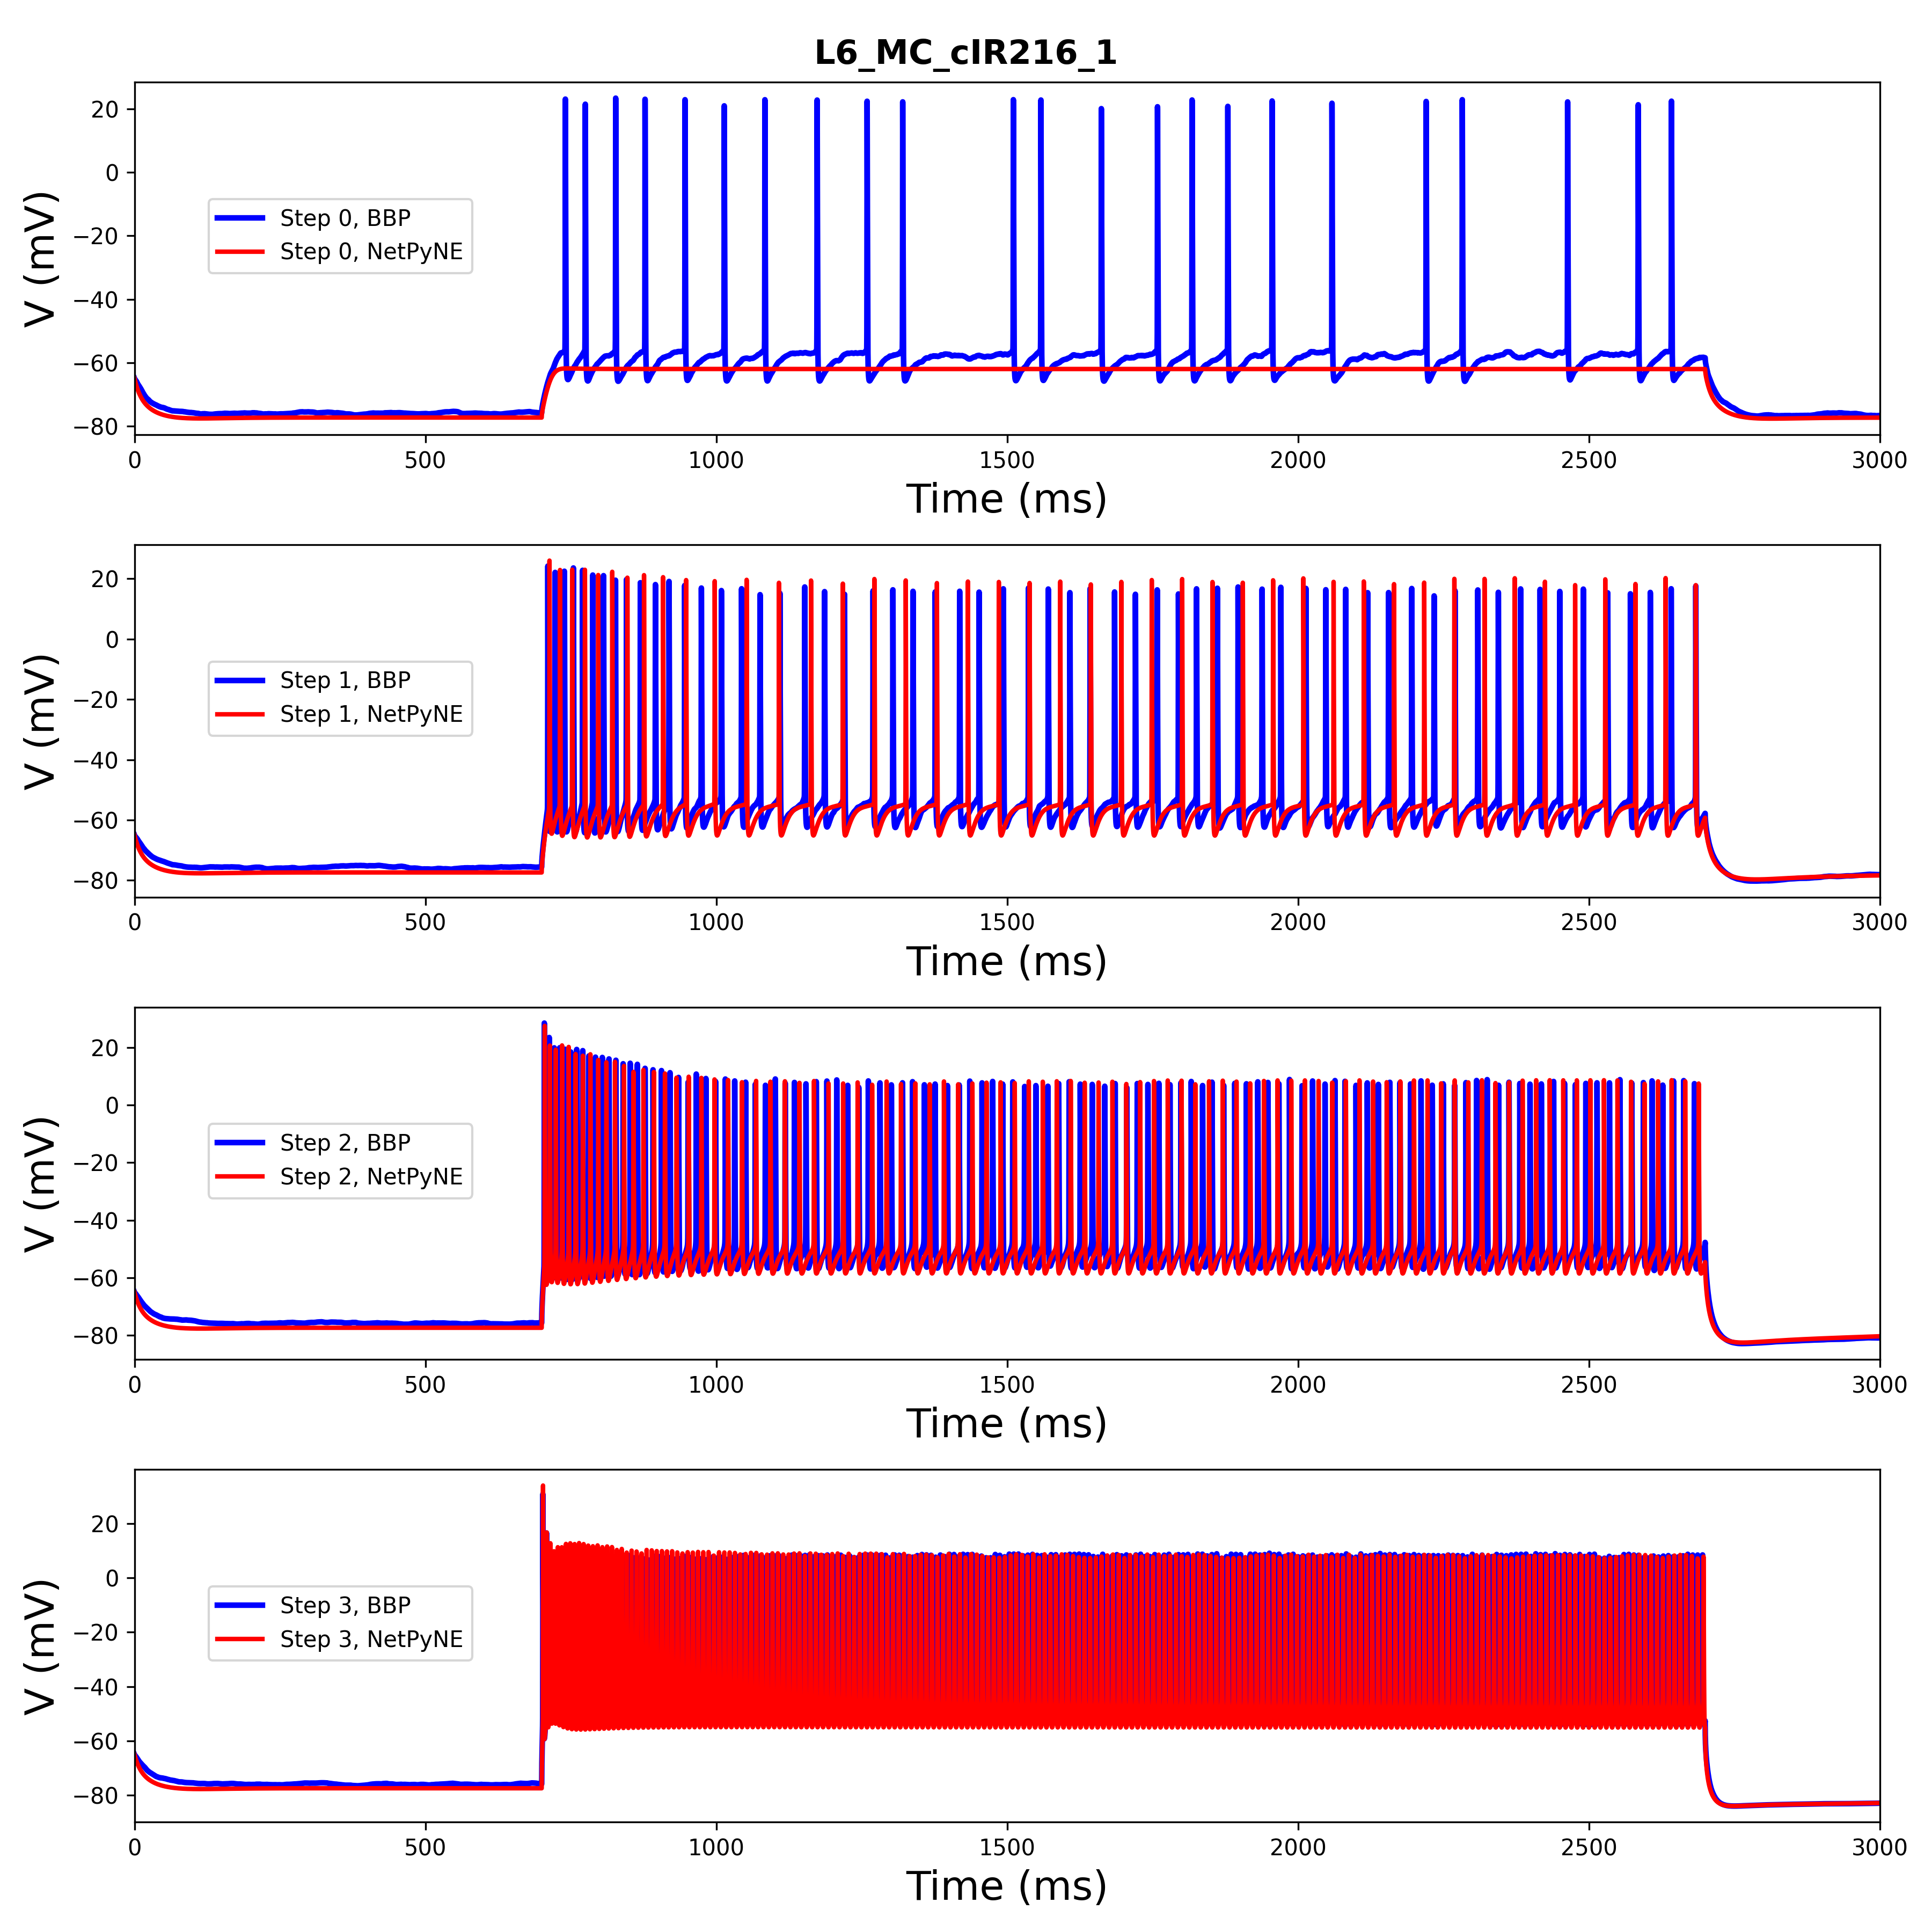 L6_MC_cIR216_1
20
0
−20
−40
−60
−80
V (mV)
Step 0, BBP
Step 0, NetPyNE
0 500 1000 1500 2000 2500 3000
Time (ms)
20
0
−20
−40
−60
−80
V (mV)
Step 1, BBP
Step 1, NetPyNE
0 500 1000 1500 2000 2500 3000
Time (ms)
20
0
−20
−40
−60
−80
V (mV)
Step 2, BBP
Step 2, NetPyNE
0 500 1000 1500 2000 2500 3000
Time (ms)
20
0
−20
−40
−60
−80
V (mV)
Step 3, BBP
Step 3, NetPyNE
0 500 1000 1500 2000 2500 3000
Time (ms)